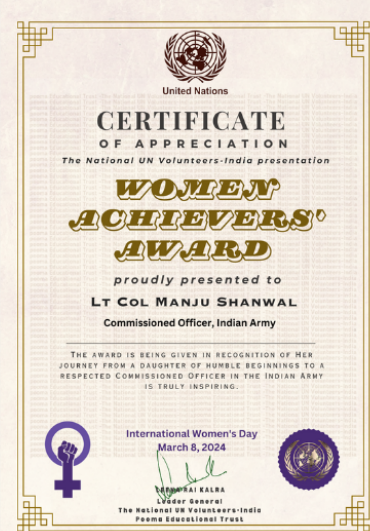 United Nations
CERTIFICATE
OF APPRECIATION
The National UN Volunteers-India presentation
WOMEN
ACHIEVERS'
AWARD
proudly presented to
LT COL MANJU SHANWAL
Commissioned Officer, Indian Army
THE AWARD IS BEING GIVEN IN RECOGNITION OF HER
JOURNEY FROM A DAUGHTER OF HUMBLE BEGINNINGS TO A
RESPECTED COMMISSIONED OFFICER IN THE INDIAN ARMY
IS TRULY INSPIRING.
International Women's Day
March 8, 2024
RAI KALRA
Leader General
The National UN Volunteers-India
Poema Educational Trust